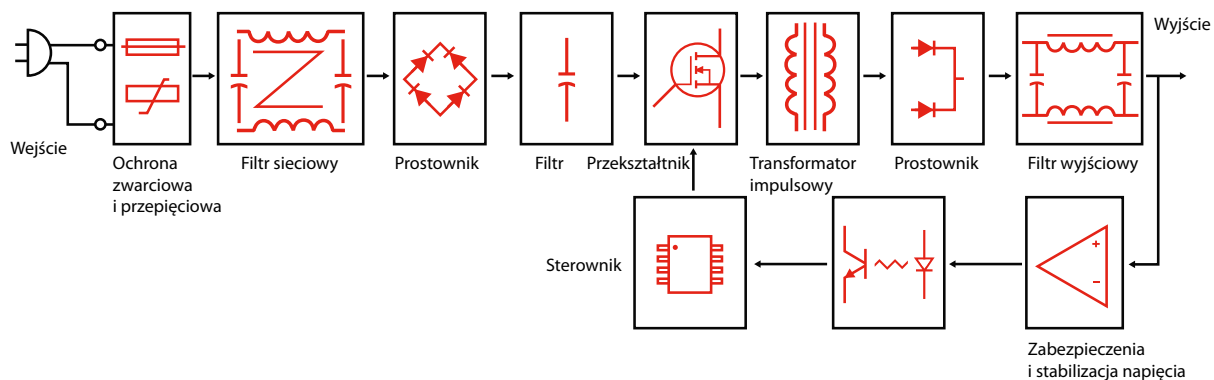 Wejście
Ochrona
zwarciowa
i przepięciowa
Filtr sieciowy
Prostownik
Filtr
Przekształtnik
Transformator
impulsowy
Prostownik
Filtr wyjściowy
Wyjście
Sterownik
+
−
Zabezpieczenia
i stabilizacja napięcia